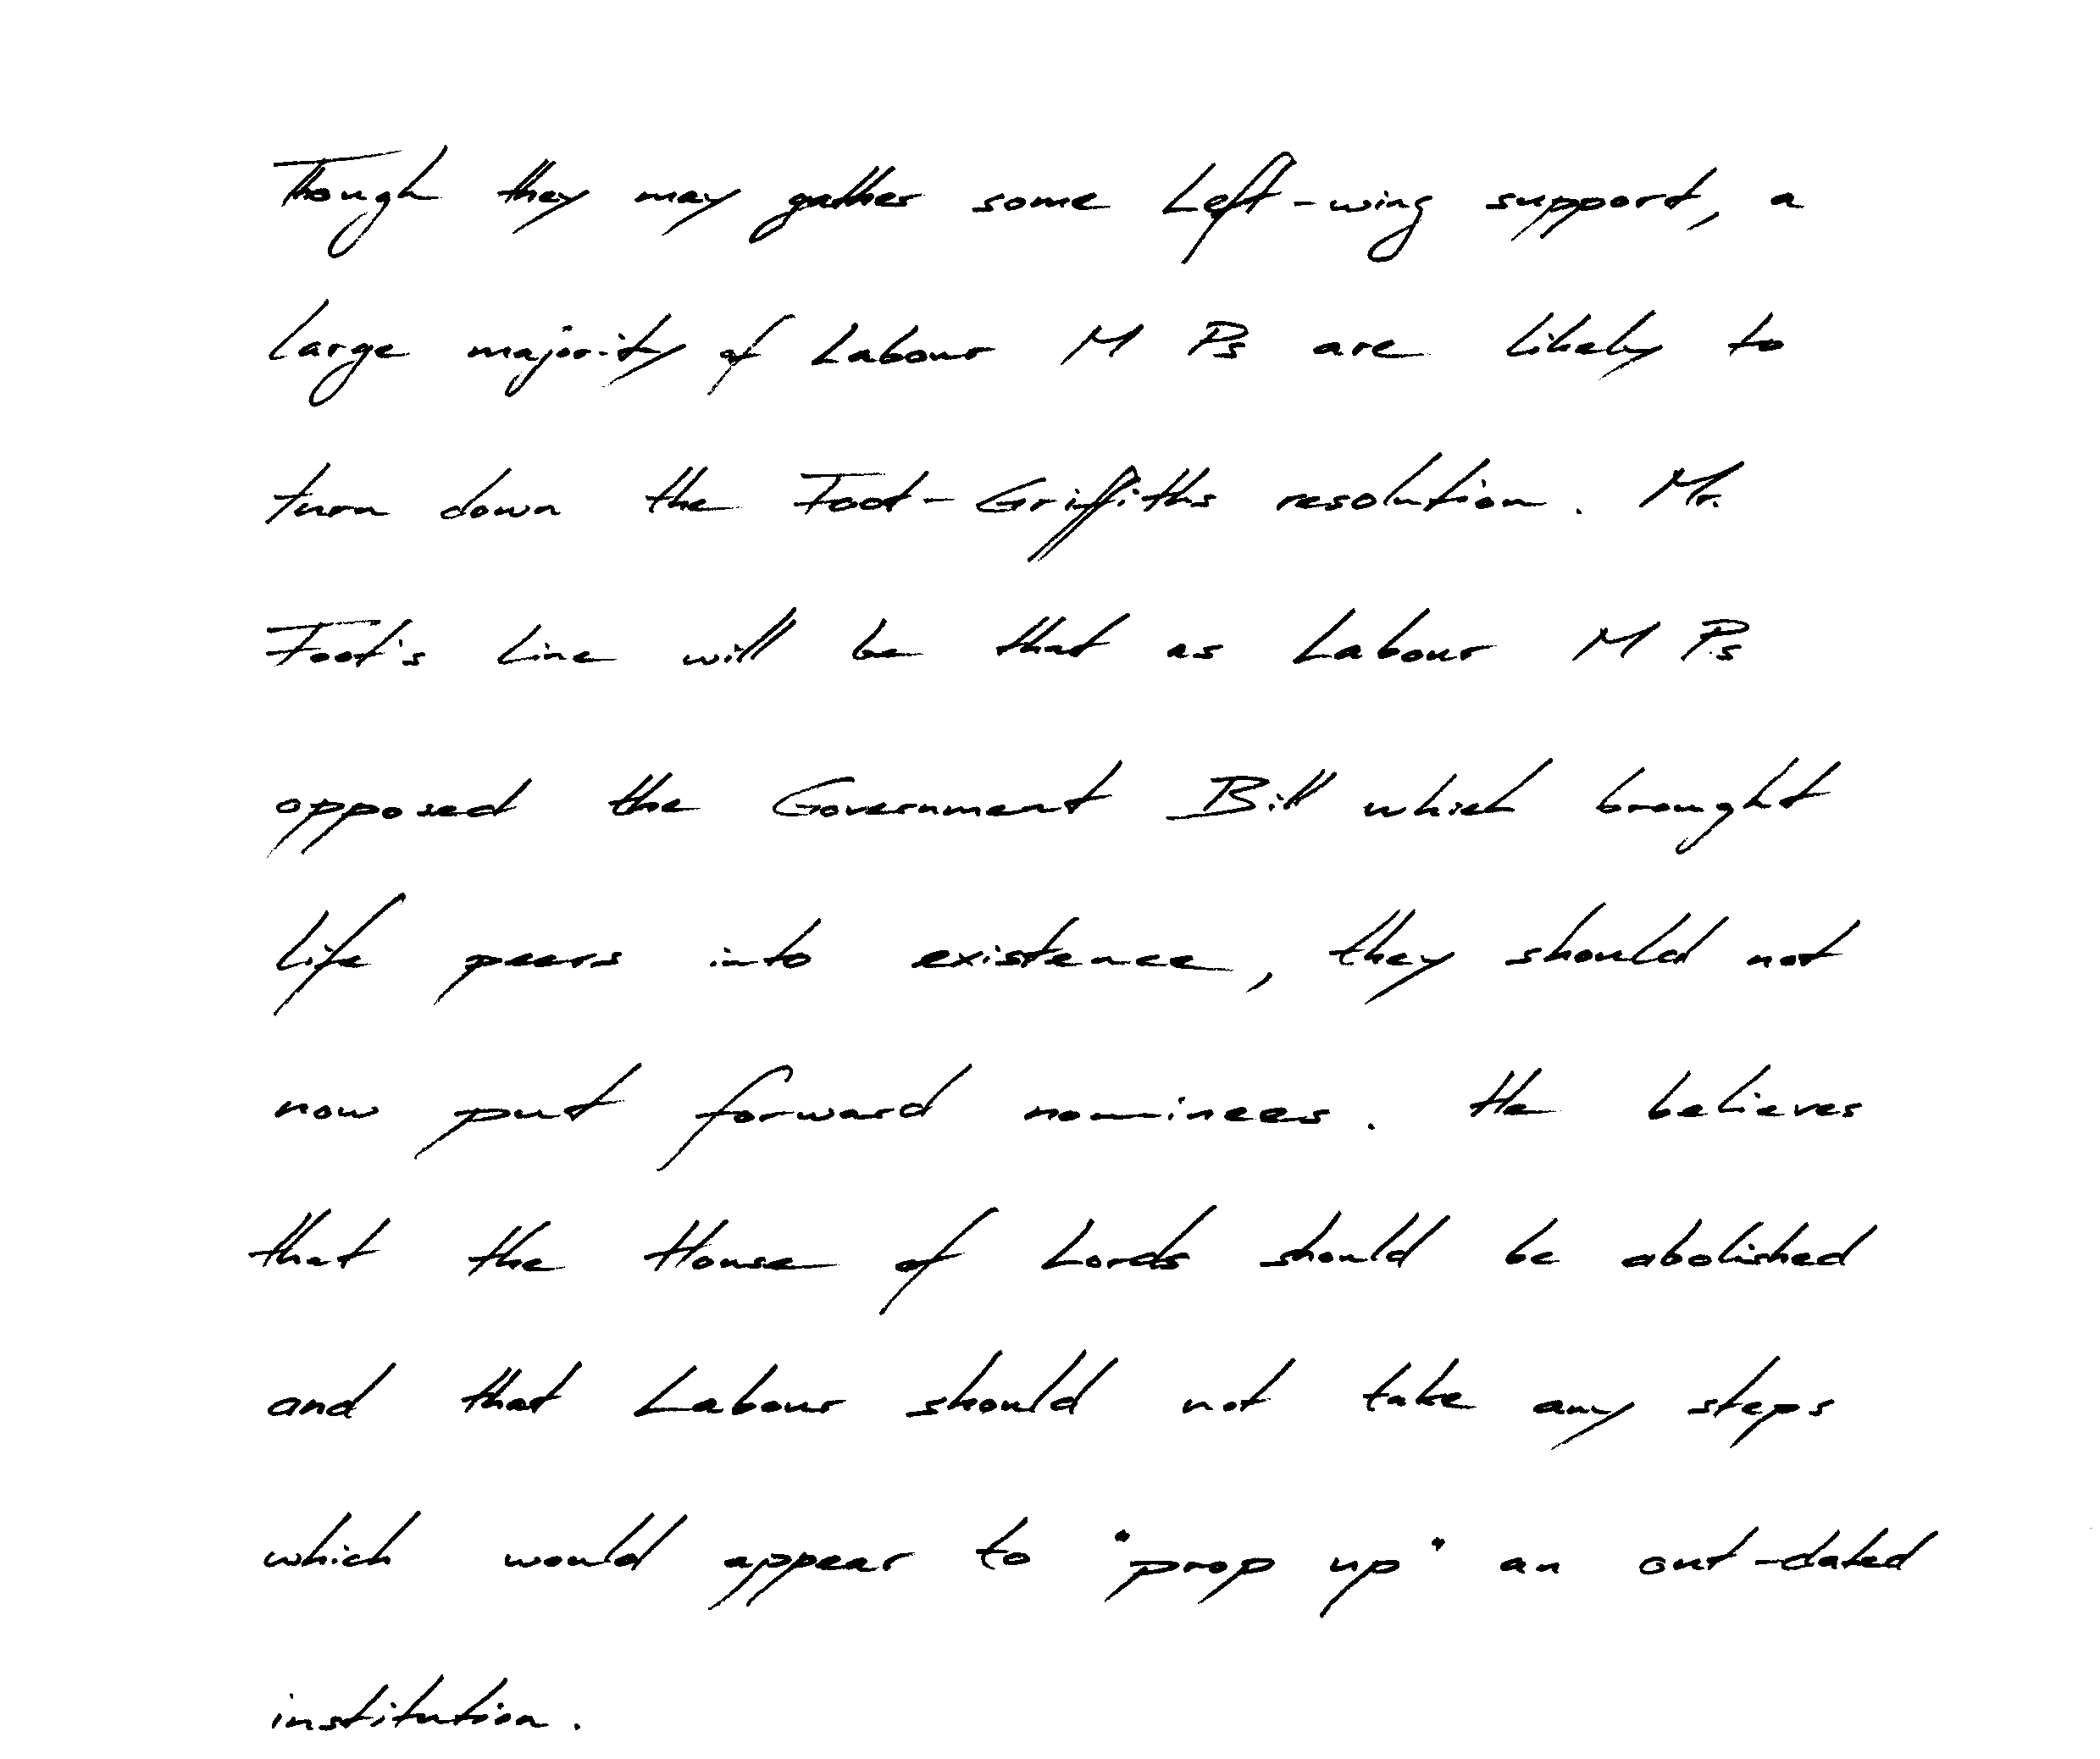 Though they may gather some Left-wing support, a
large majority of Labour M Ps are likely to
turn down the Foot-Griffiths resolution. Mr.
Foot's line will be that as Labour M Ps
opposed the Government Bill which brought
life peers into existence, they should not
now put forward nominees. He believes
that the House of Lords should be abolished
and that Labour should not take any steps
which would appear to "prop up" an out-dated
institution.